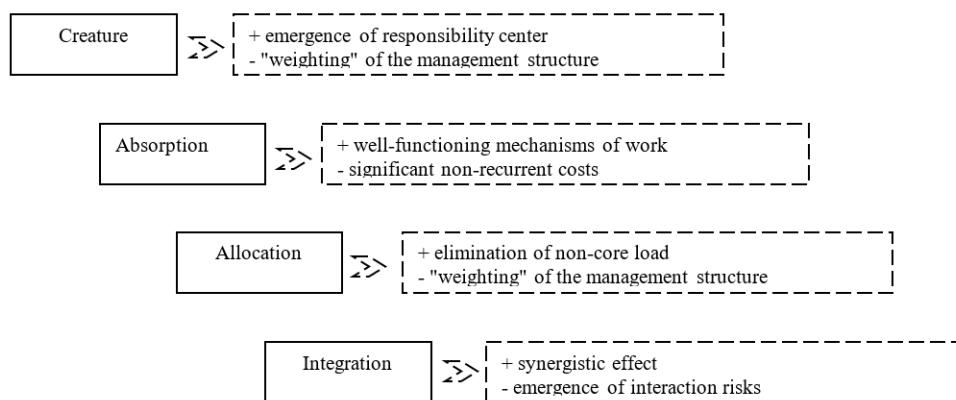 Creature
+ emergence of responsibility center
- "weighting" of the management structure
Absorption
+ well-functioning mechanisms of work
- significant non-recurrent costs
Allocation
+ elimination of non-core load
- "weighting" of the management structure
Integration
+ synergistic effect
- emergence of interaction risks